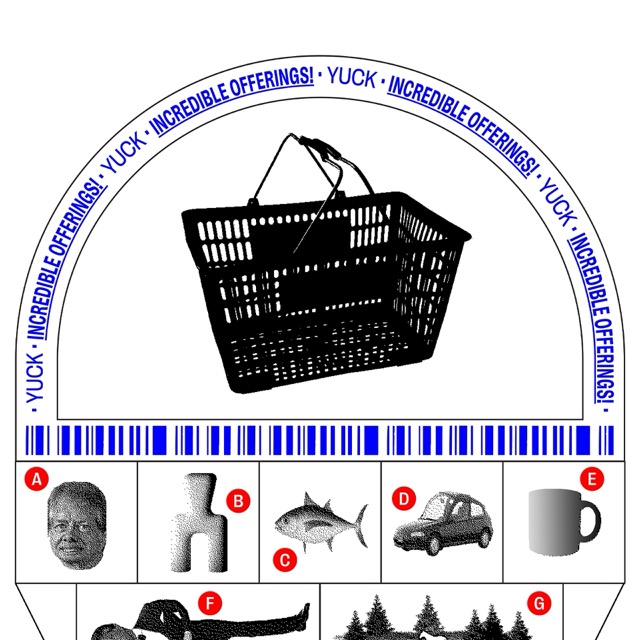 · YUCK · INCREDIBLE OFFERINGS! · YUCK · INCREDIBLE OFFERINGS! · YUCK · INCREDIBLE OFFERINGS! · YUCK · INCREDIBLE OFFERINGS! ·
A
B
C
D
E
F
G